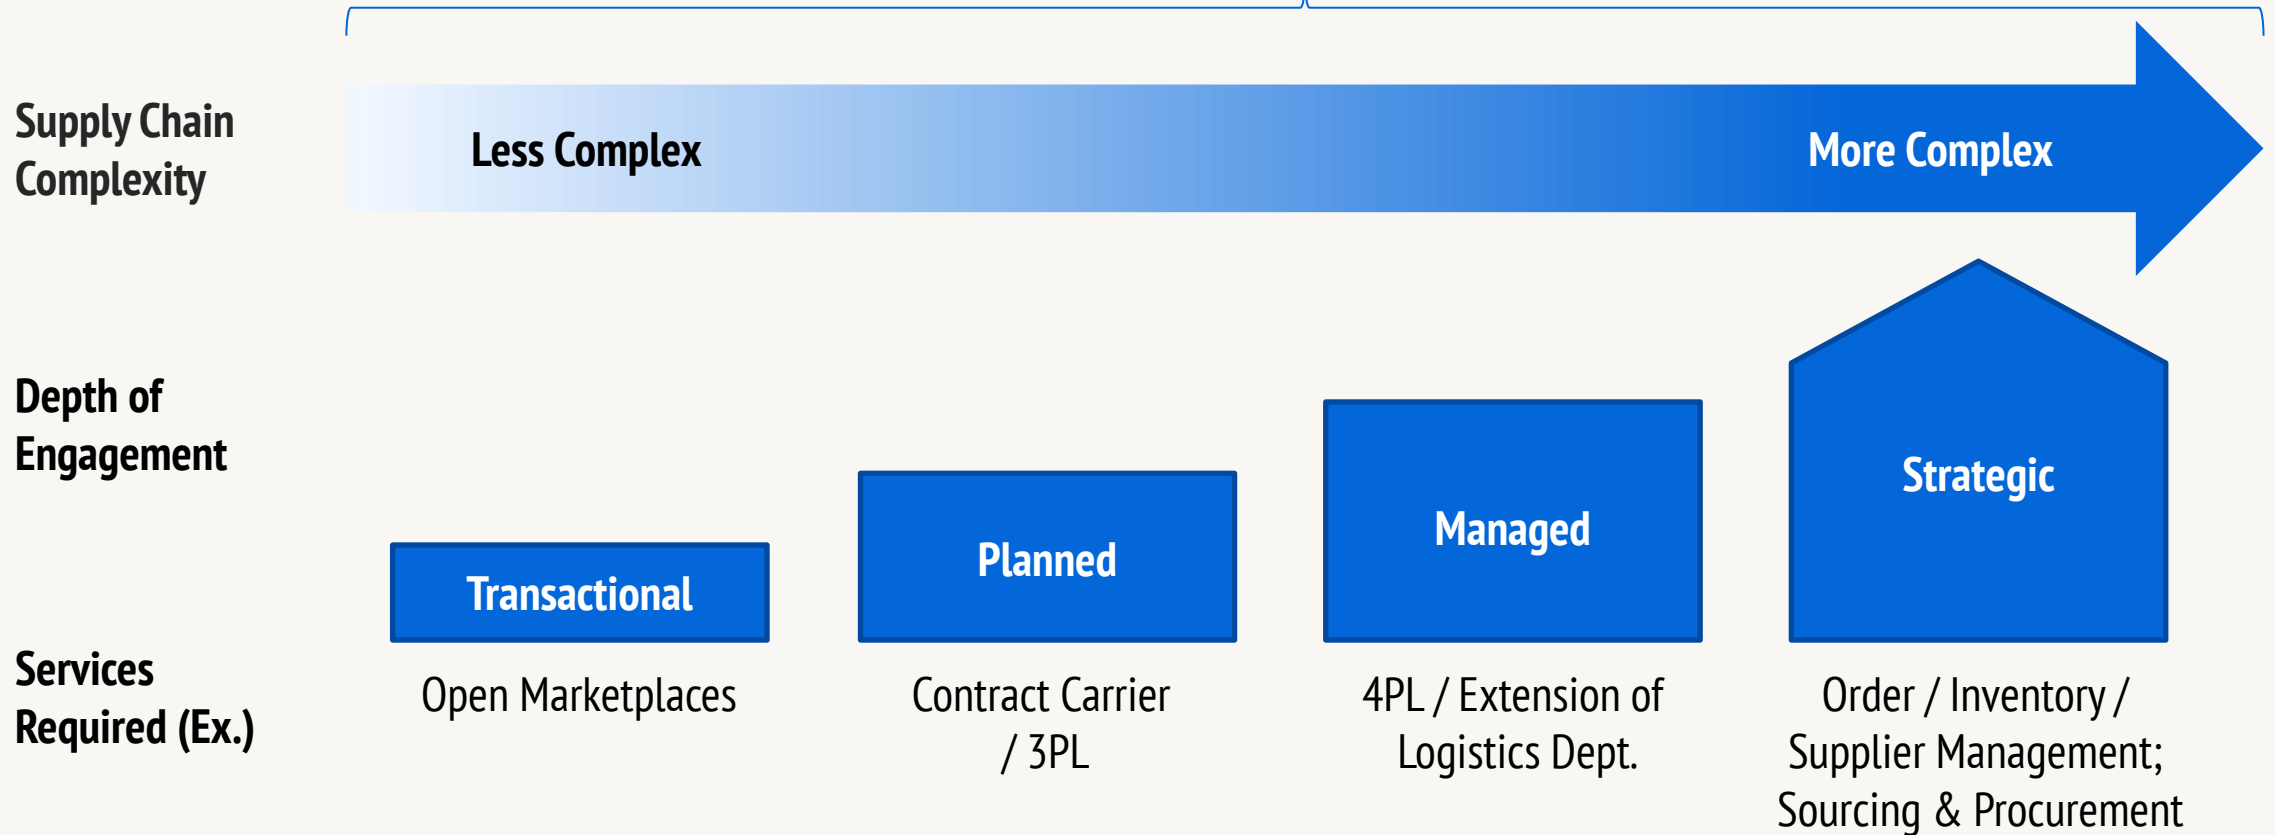 Supply Chain
Complexity
Less Complex
More Complex
Depth of
Engagement
Transactional
Planned
Managed
Strategic
Services
Required (Ex.)
Open Marketplaces
Contract Carrier
/ 3PL
4PL / Extension of
Logistics Dept.
Order / Inventory /
Supplier Management;
Sourcing & Procurement